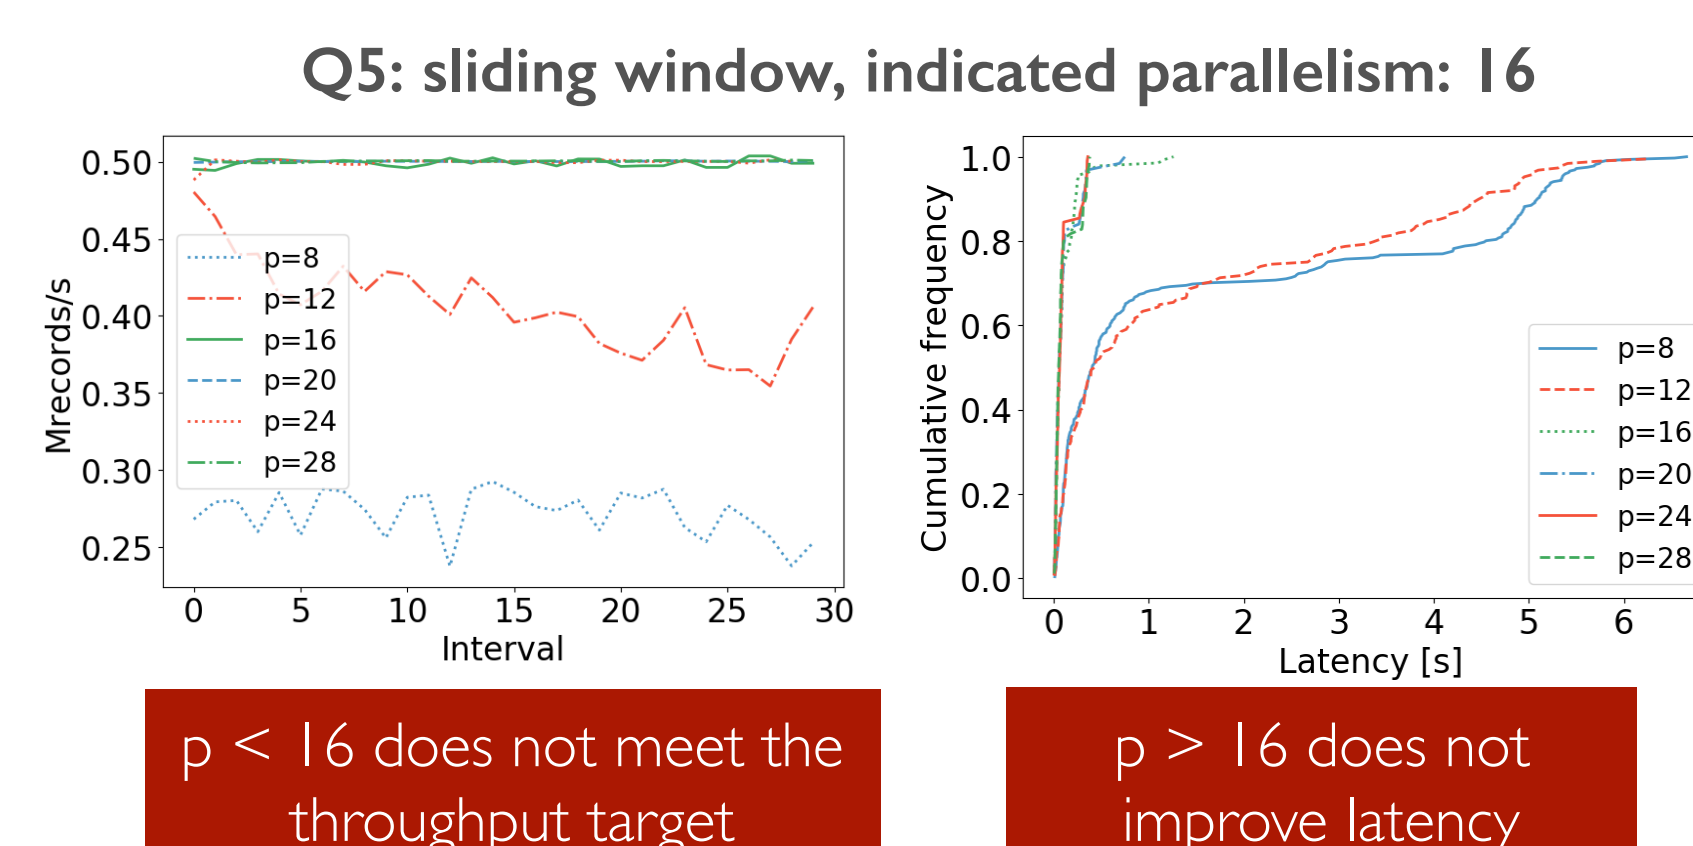 Q5: sliding window, indicated parallelism: 16
0.50
0.45
0.40
0.35
0.30
0.25
Mrecords/s
p=8
p=12
p=16
p=20
p=24
p=28
0 5 10 15 20 25 30
Interval
1.0
0.8
0.6
0.4
0.2
0.0
Cumulative frequency
p=8
p=12
p=16
p=20
p=24
p=28
0 1 2 3 4 5 6
Latency [s]
p < 16 does not meet the
throughput target
p > 16 does not
improve latency